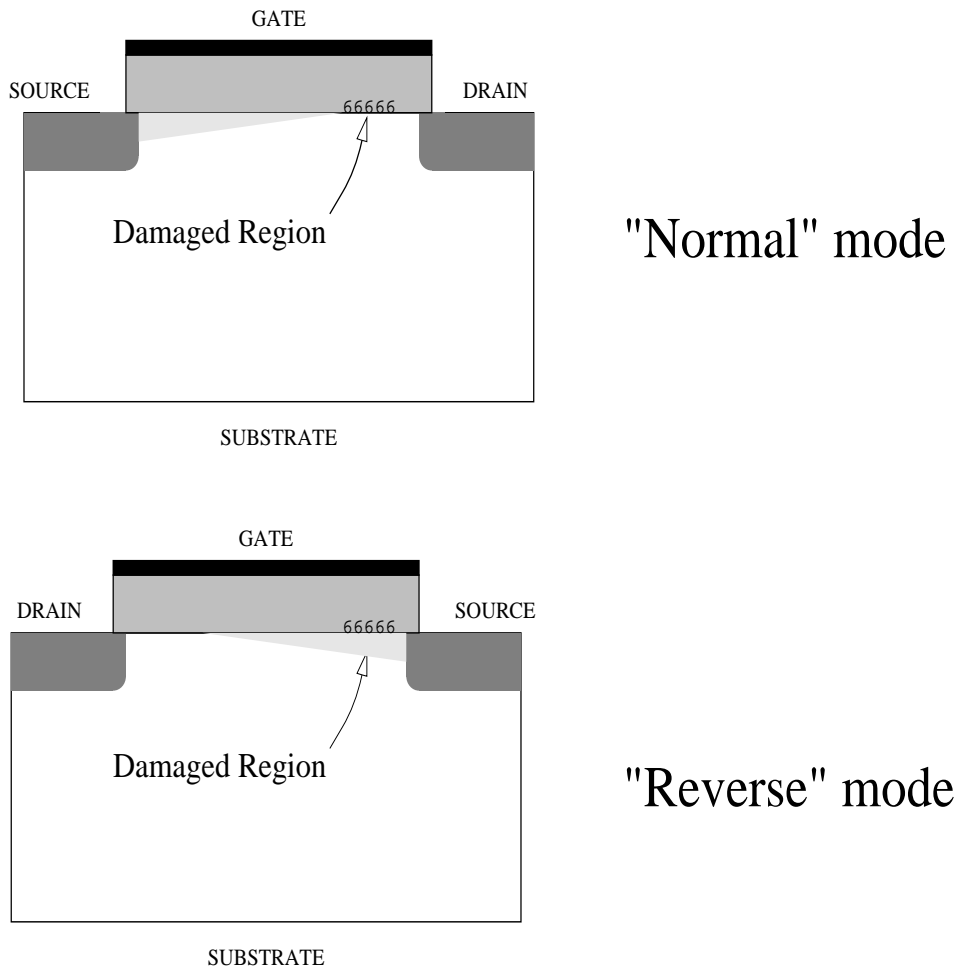 GATE
SOURCE
DRAIN
66666
Damaged Region
"Normal" mode
SUBSTRATE
GATE
DRAIN
SOURCE
66666
Damaged Region
"Reverse" mode
SUBSTRATE